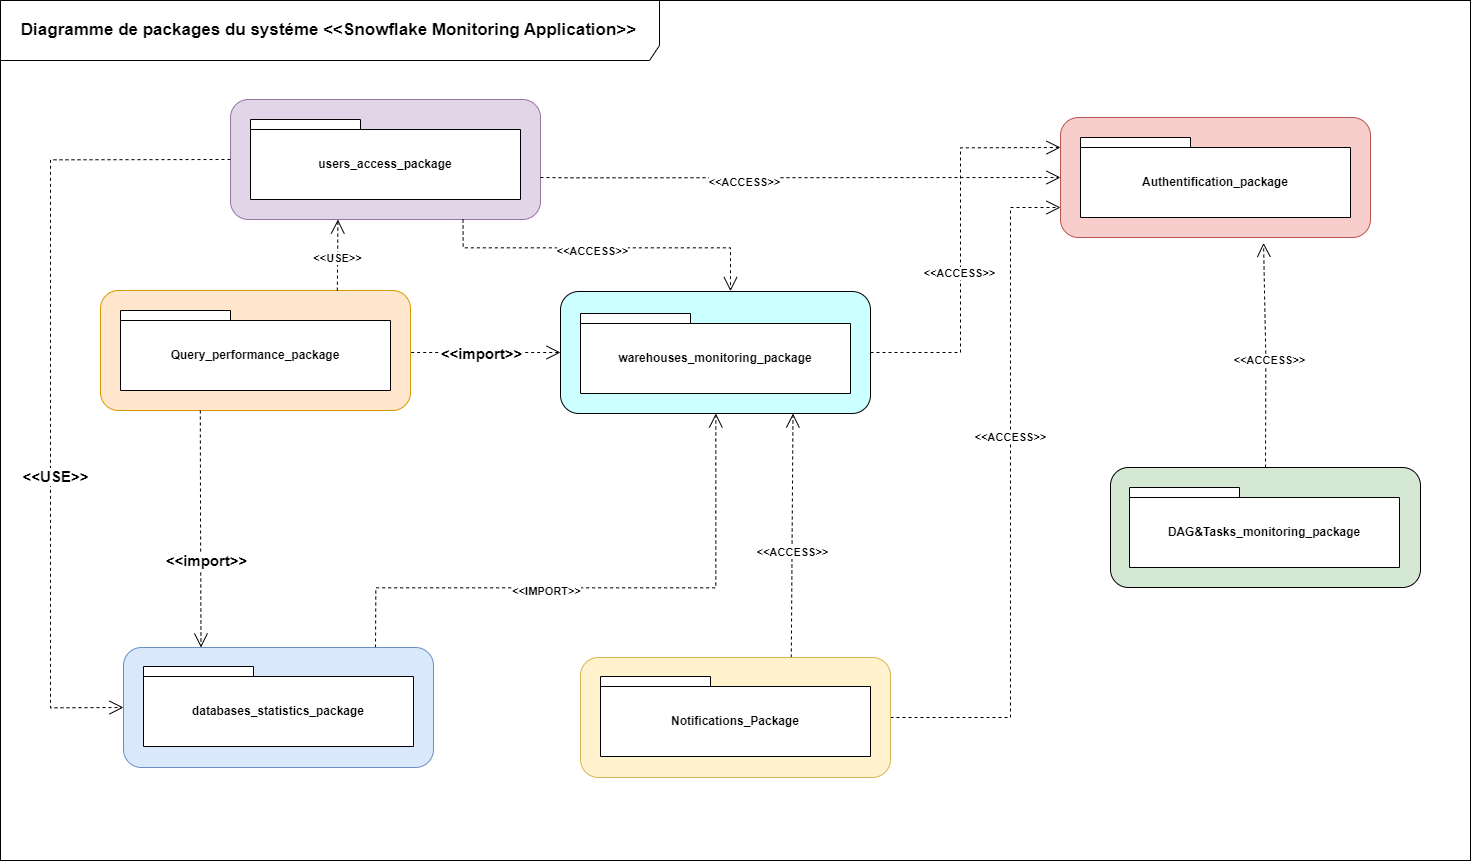 Diagramme de packages du systéme <<Snowflake Monitoring Application>>
users_access_package
Authentification_package
<<ACCESS>>
<<ACCESS>>
<<USE>>
<<ACCESS>>
Query_performance_package
<<import>>
warehouses_monitoring_package
<<ACCESS>>
<<ACCESS>>
<<USE>>
DAG&Tasks_monitoring_package
<<ACCESS>>
<<import>>
<<IMPORT>>
databases_statistics_package
Notifications_Package